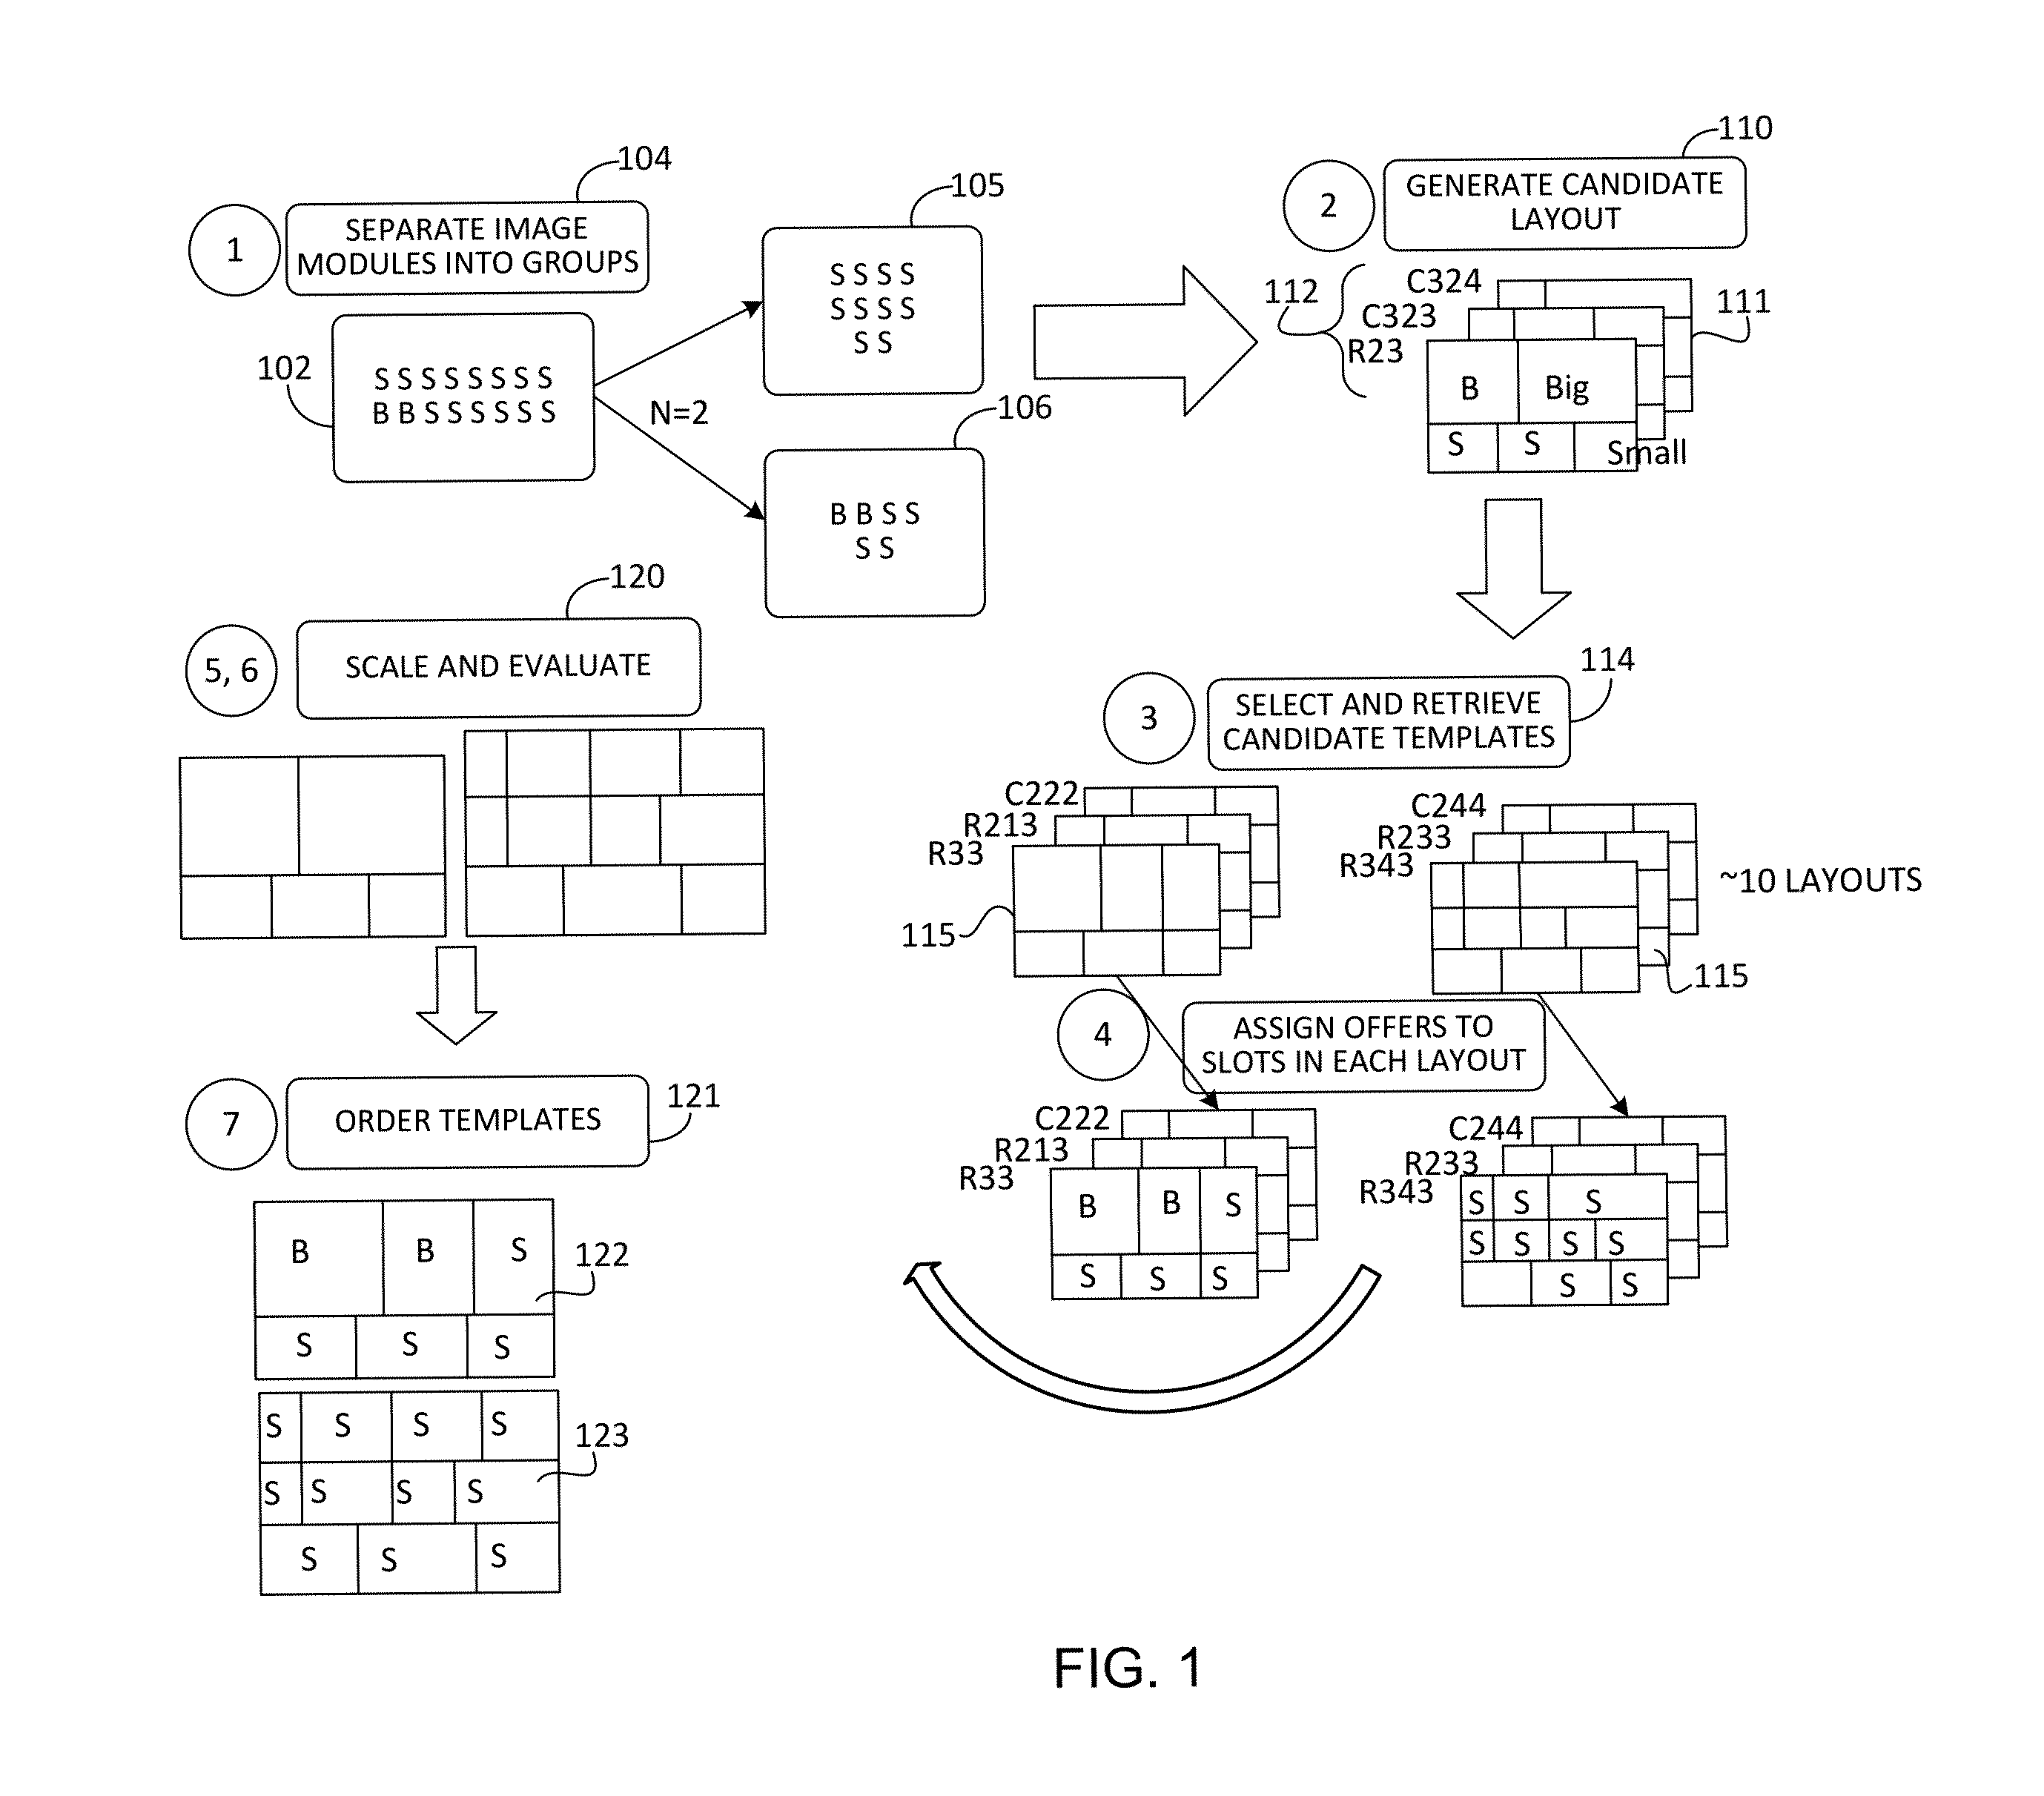 1
SEPARATE IMAGE
MODULES INTO GROUPS
104
102
S S S S S S S S
B B S S S S S S
N=2
105
S S S S
S S S S
S S
106
B B S S
S S
2
GENERATE CANDIDATE
LAYOUT
110
112
C324
C323
R23
111
B
Big
S
S
Small
3
SELECT AND RETRIEVE
CANDIDATE TEMPLATES
114
C222
R213
R33
115
C244
R233
R343
~10 LAYOUTS
115
4
ASSIGN OFFERS TO
SLOTS IN EACH LAYOUT
C222
R213
R33
B B S
S S S
C244
R233
R343
S S S
S S S S
S S
5, 6
SCALE AND EVALUATE
120
7
ORDER TEMPLATES
121
B B S
122
S S S
S S S S
123
S S S S
S S S
FIG. 1